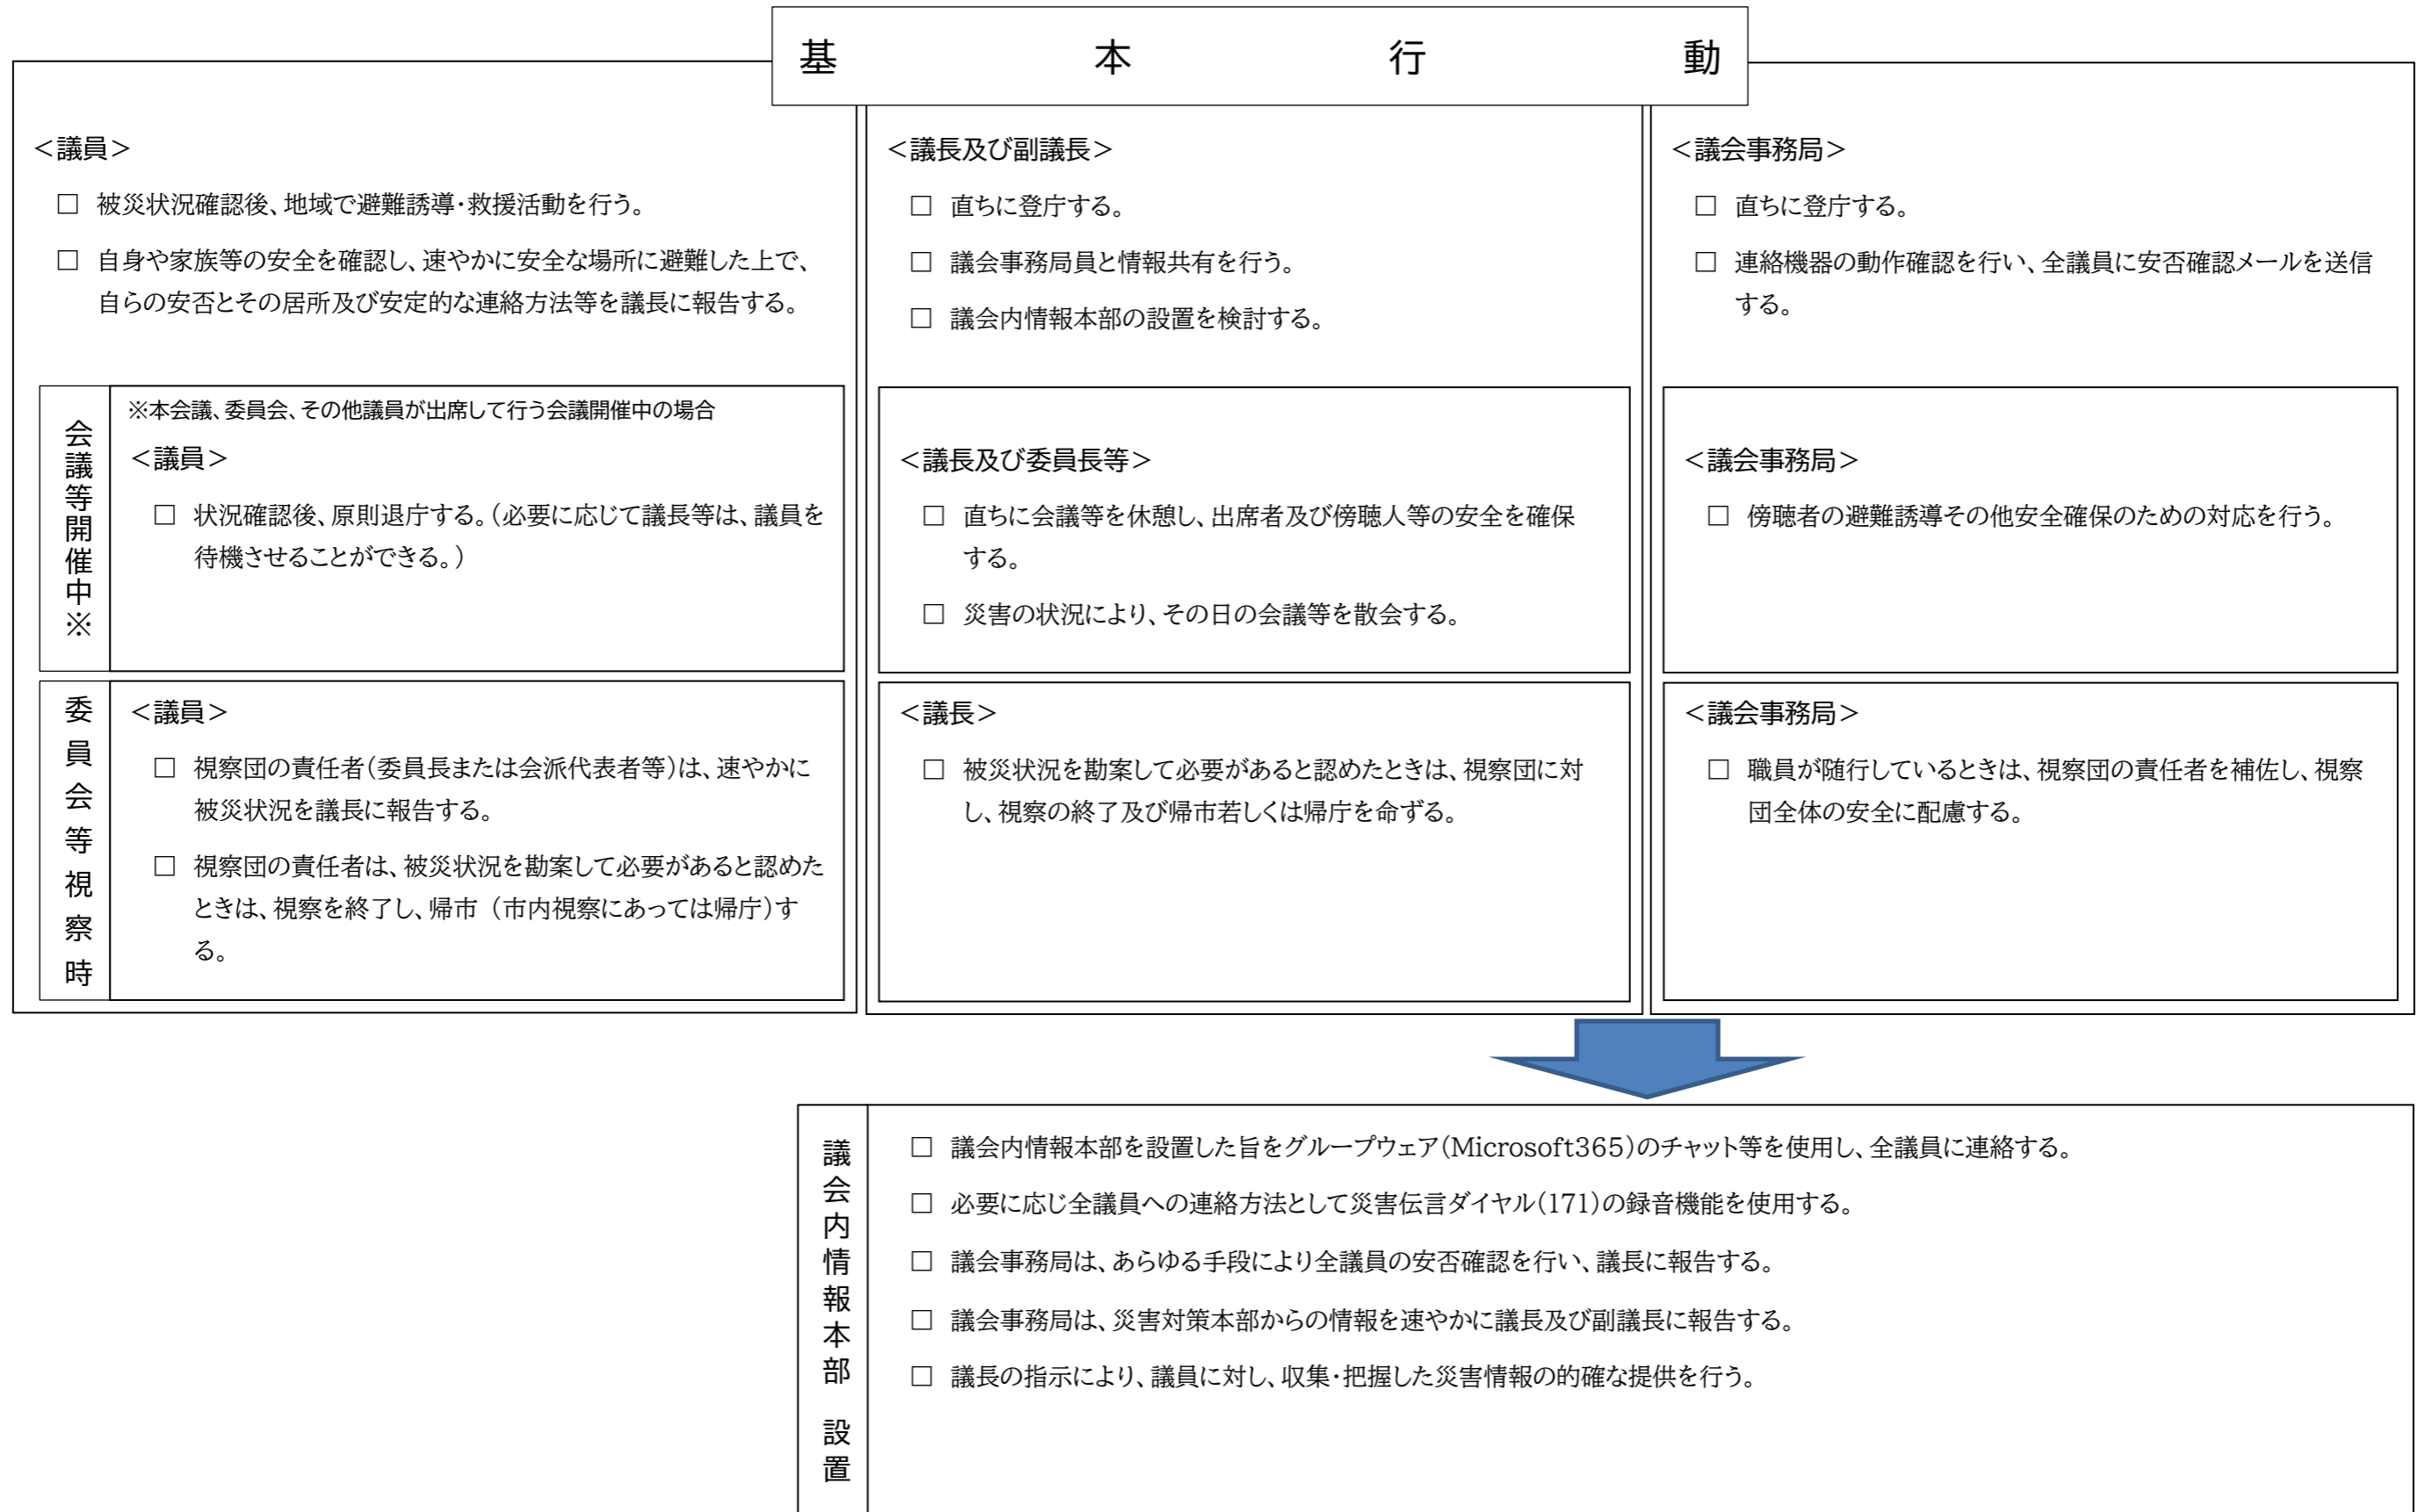 基本行動
<議員>
□ 被災状況確認後、地域で避難誘導・救援活動を行う。
□ 自身や家族等の安全を確認し、速やかに安全な場所に避難した上で、
自らの安否とその居所及び安定的な連絡方法等を議長に報告する。
<議長及び副議長>
□ 直ちに登庁する。
□ 議会事務局員と情報共有を行う。
□ 議会内情報本部の設置を検討する。
<議会事務局>
□ 直ちに登庁する。
□ 連絡機器の動作確認を行い、全議員に安否確認メールを送信
する。
会議等開催中※
※本会議、委員会、その他議員が出席して行う会議開催中の場合
<議員>
□ 状況確認後、原則退庁する。(必要に応じて議長等は、議員を
待機させることができる。)
<議長及び委員長等>
□ 直ちに会議等を休憩し、出席者及び傍聴人等の安全を確保
する。
□ 災害の状況により、その日の会議等を散会する。
<議会事務局>
□ 傍聴者の避難誘導その他安全確保のための対応を行う。
委員会等視察時
<議員>
□ 視察団の責任者(委員長または会派代表者等)は、速やかに
被災状況を議長に報告する。
□ 視察団の責任者は、被災状況を勘案して必要があると認めた
ときは、視察を終了し、帰市(市内視察にあっては帰庁)す
る。
<議長>
□ 被災状況を勘案して必要があると認めたときは、視察団に対
し、視察の終了及び帰市若しくは帰庁を命ずる。
<議会事務局>
□ 職員が随行しているときは、視察団の責任者を補佐し、視察
団全体の安全に配慮する。
議会内情報本部 設置
□ 議会内情報本部を設置した旨をグループウェア(Microsoft365)のチャット等を使用し、全議員に連絡する。
□ 必要に応じ全議員への連絡方法として災害伝言ダイヤル(171)の録音機能を使用する。
□ 議会事務局は、あらゆる手段により全議員の安否確認を行い、議長に報告する。
□ 議会事務局は、災害対策本部からの情報を速やかに議長及び副議長に報告する。
□ 議長の指示により、議員に対し、収集・把握した災害情報の的確な提供を行う。